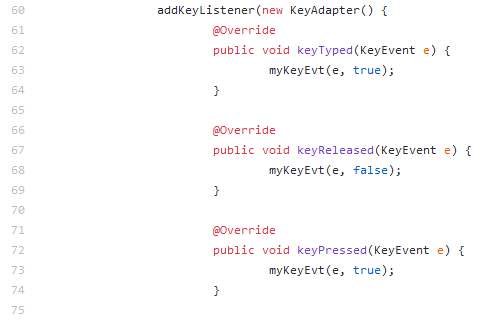 60 addKeyListener(new KeyAdapter() {
61 @Override
62 public void keyTyped(KeyEvent e) {
63 myKeyEvt(e, true);
64 }
65
66 @Override
67 public void keyReleased(KeyEvent e) {
68 myKeyEvt(e, false);
69 }
70
71 @Override
72 public void keyPressed(KeyEvent e) {
73 myKeyEvt(e, true);
74 }
75